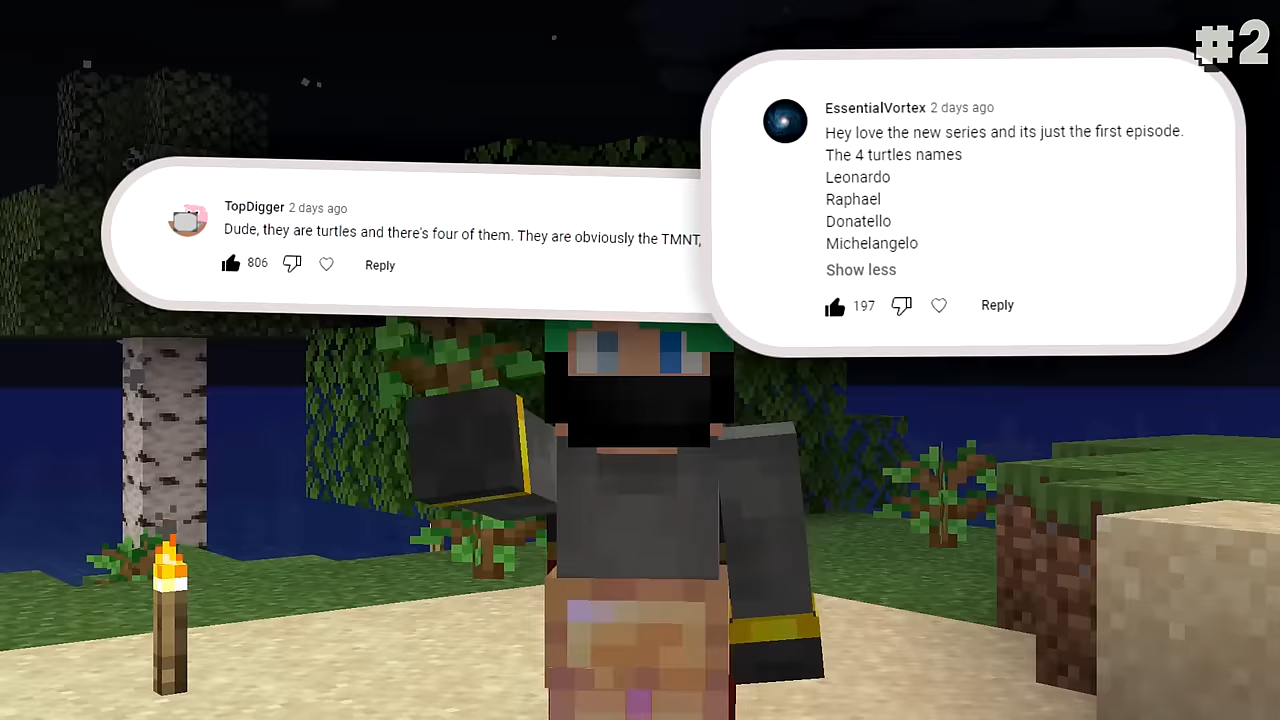 #2
TopDigger 2 days ago
Dude, they are turtles and there's four of them. They are obviously the TMNT,
806 Reply
EssentialVortex 2 days ago
Hey love the new series and its just the first episode.
The 4 turtles names
Leonardo
Raphael
Donatello
Michelangelo
Show less
197 Reply